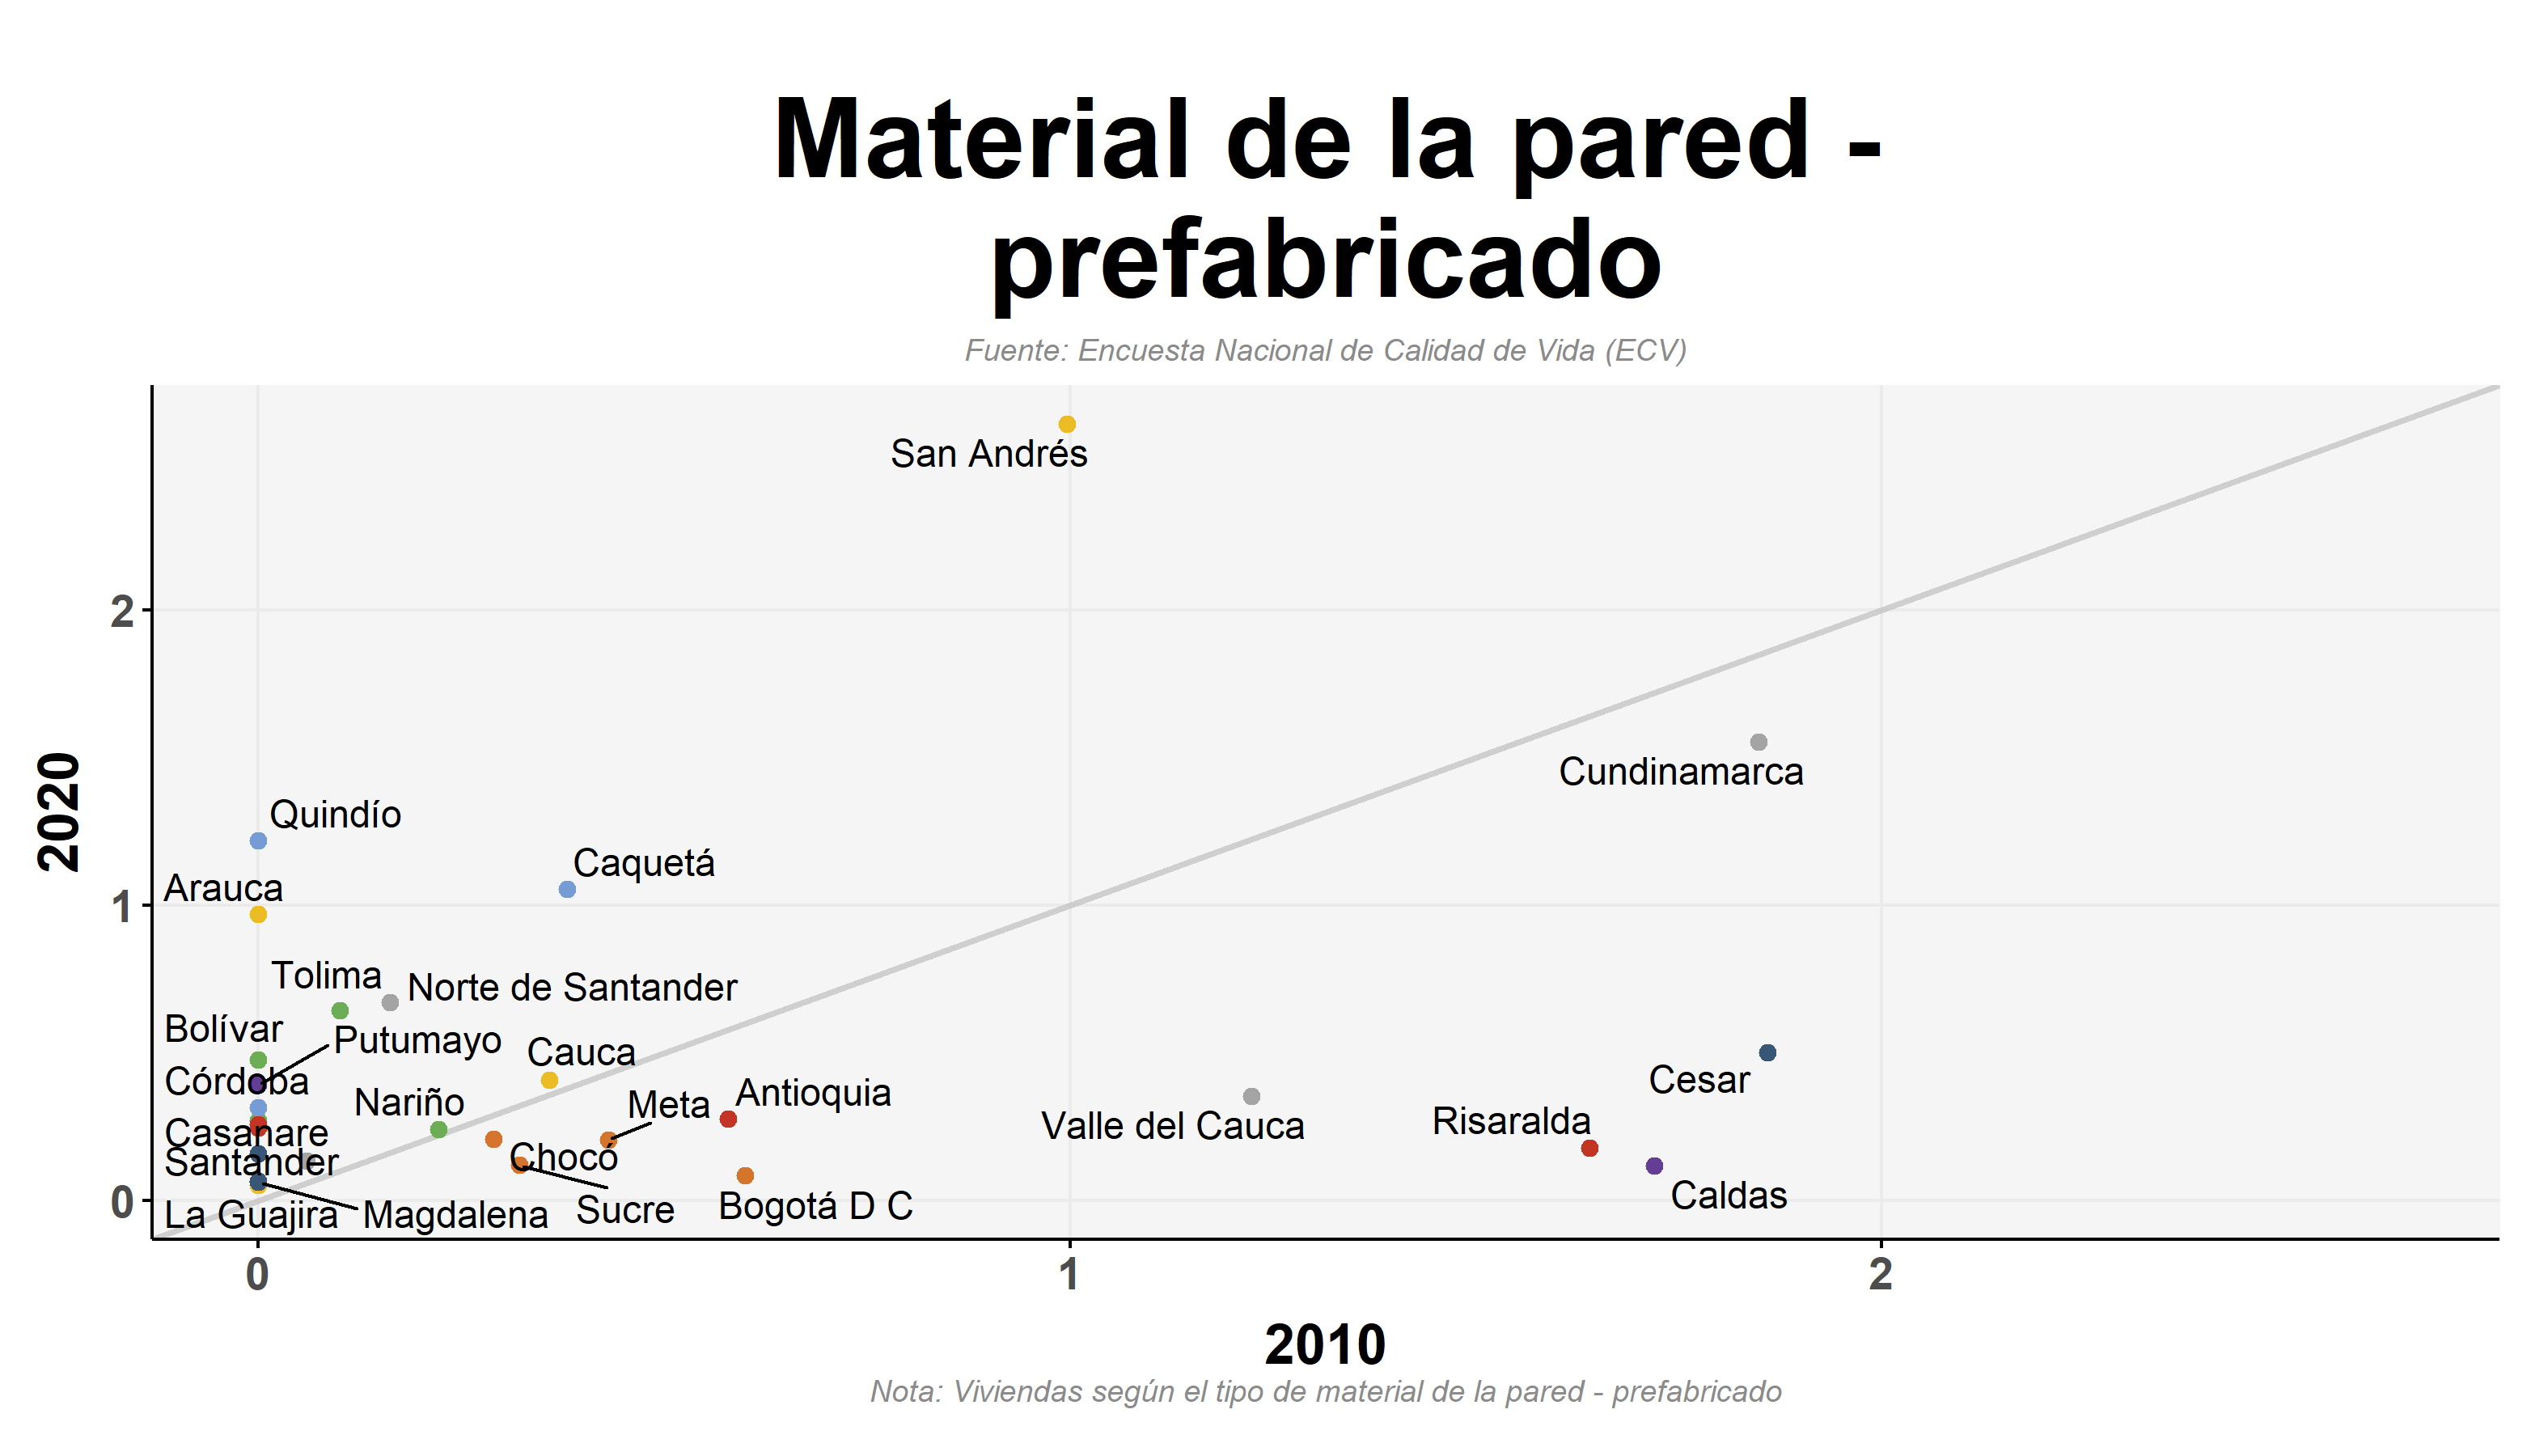 Material de la pared -
prefabricado
Fuente: Encuesta Nacional de Calidad de Vida (ECV)
2020
2
1
0
San Andrés
Cundinamarca
Quindío
Caquetá
Arauca
Tolima
Norte de Santander
Bolívar
Putumayo
Cauca
Córdoba
Cesar
Nariño
Meta
Antioquia
Valle del Cauca
Risaralda
Casanare
Chocó
Santander
Caldas
La Guajira
Magdalena
Sucre
Bogotá D C
0
1
2
2010
Nota: Viviendas según el tipo de material de la pared - prefabricado